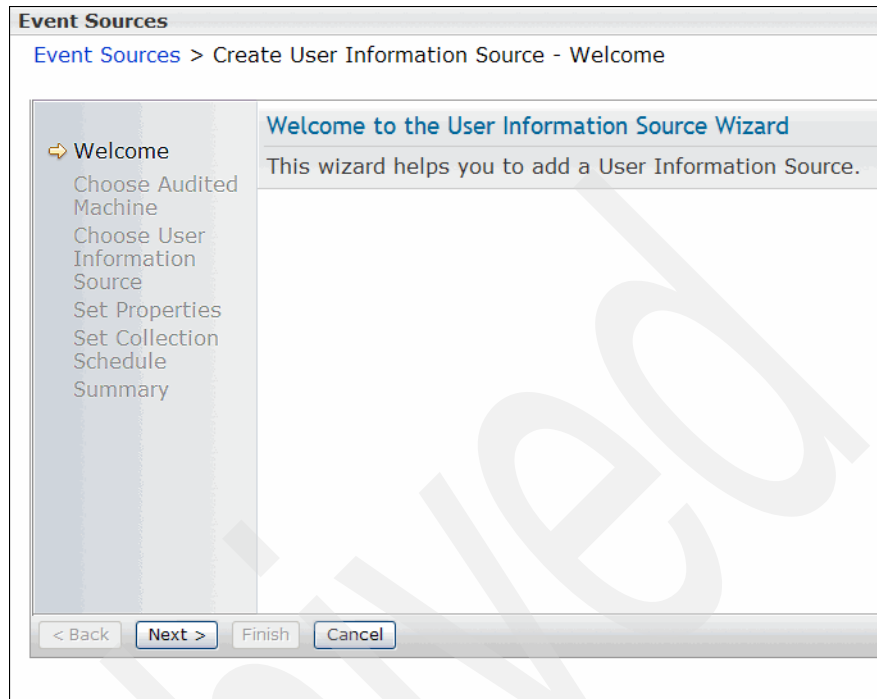 Event Sources
Event Sources > Create User Information Source - Welcome
Welcome to the User Information Source Wizard
This wizard helps you to add a User Information Source.
Welcome
Choose Audited
Machine
Choose User
Information
Source
Set Properties
Set Collection
Schedule
Summary
< Back Next > Finish Cancel